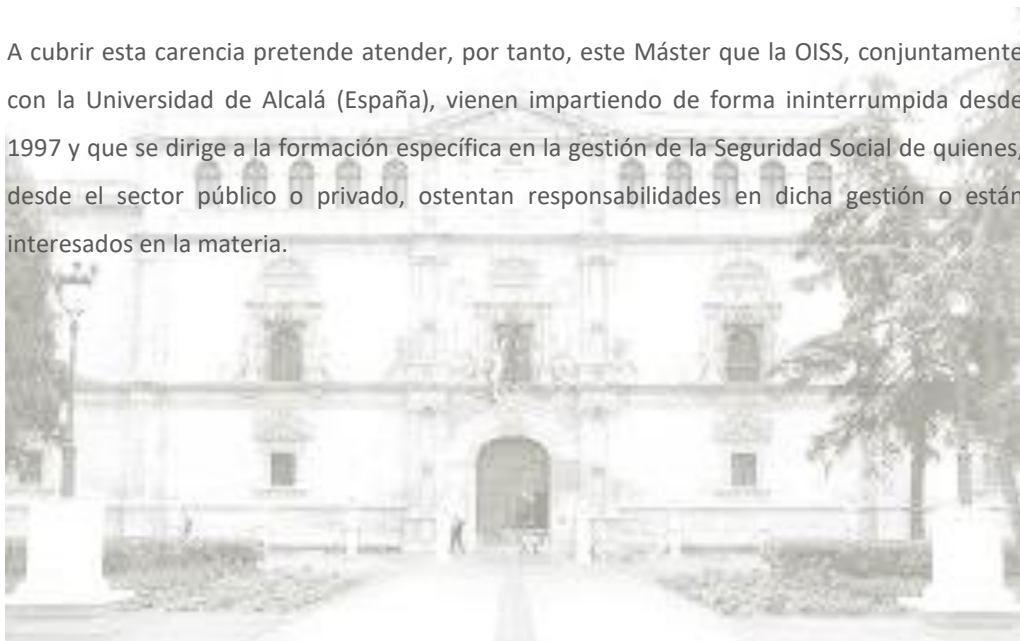 A cubrir esta carencia pretende atender, por tanto, este Máster que la OISS, conjuntamente
con la Universidad de Alcalá (España), vienen impartiendo de forma ininterrumpida desde
1997 y que se dirige a la formación específica en la gestión de la Seguridad Social de quienes,
desde el sector público o privado, ostentan responsabilidades en dicha gestión o están
interesados en la materia.